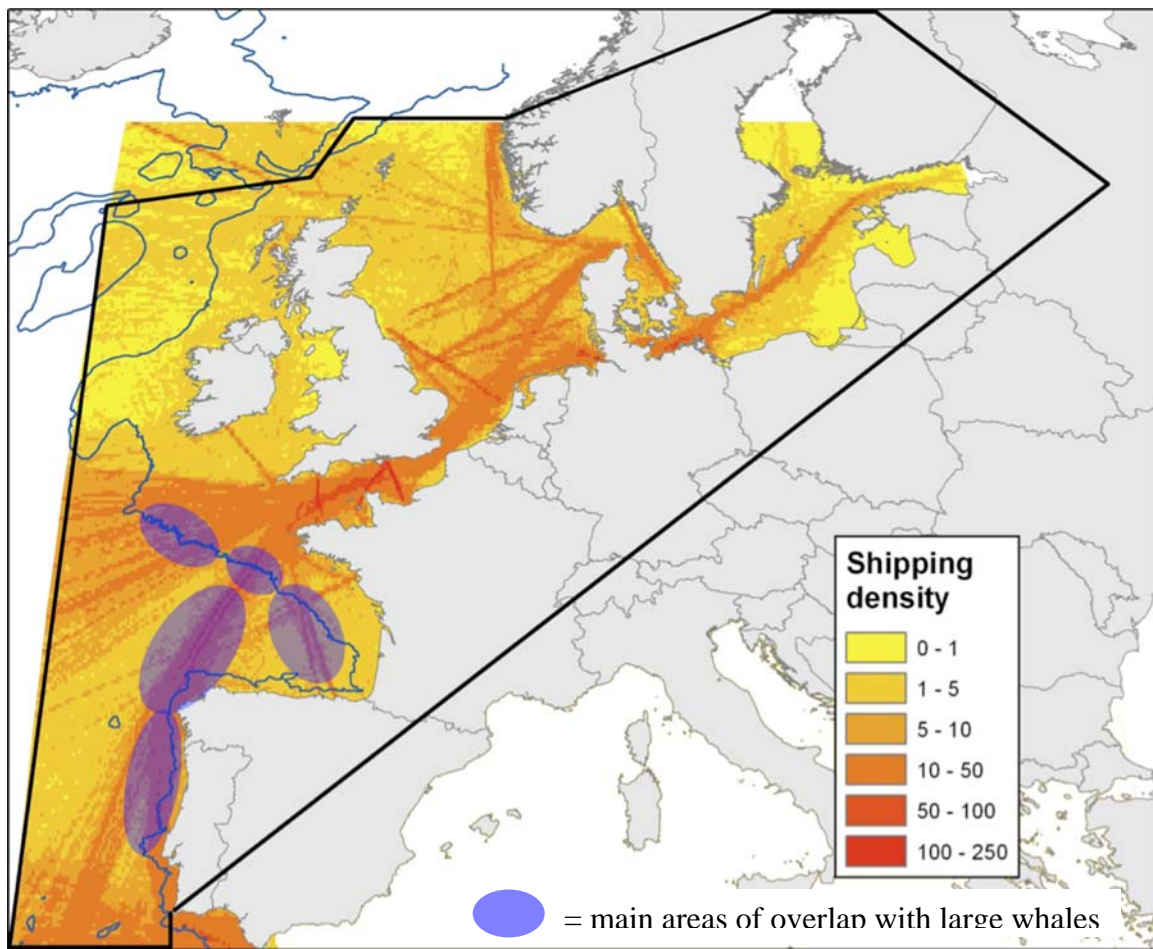 Shipping
density
0 - 1
1 - 5
5 - 10
10 - 50
50 - 100
100 - 250
= main areas of overlap with large whales